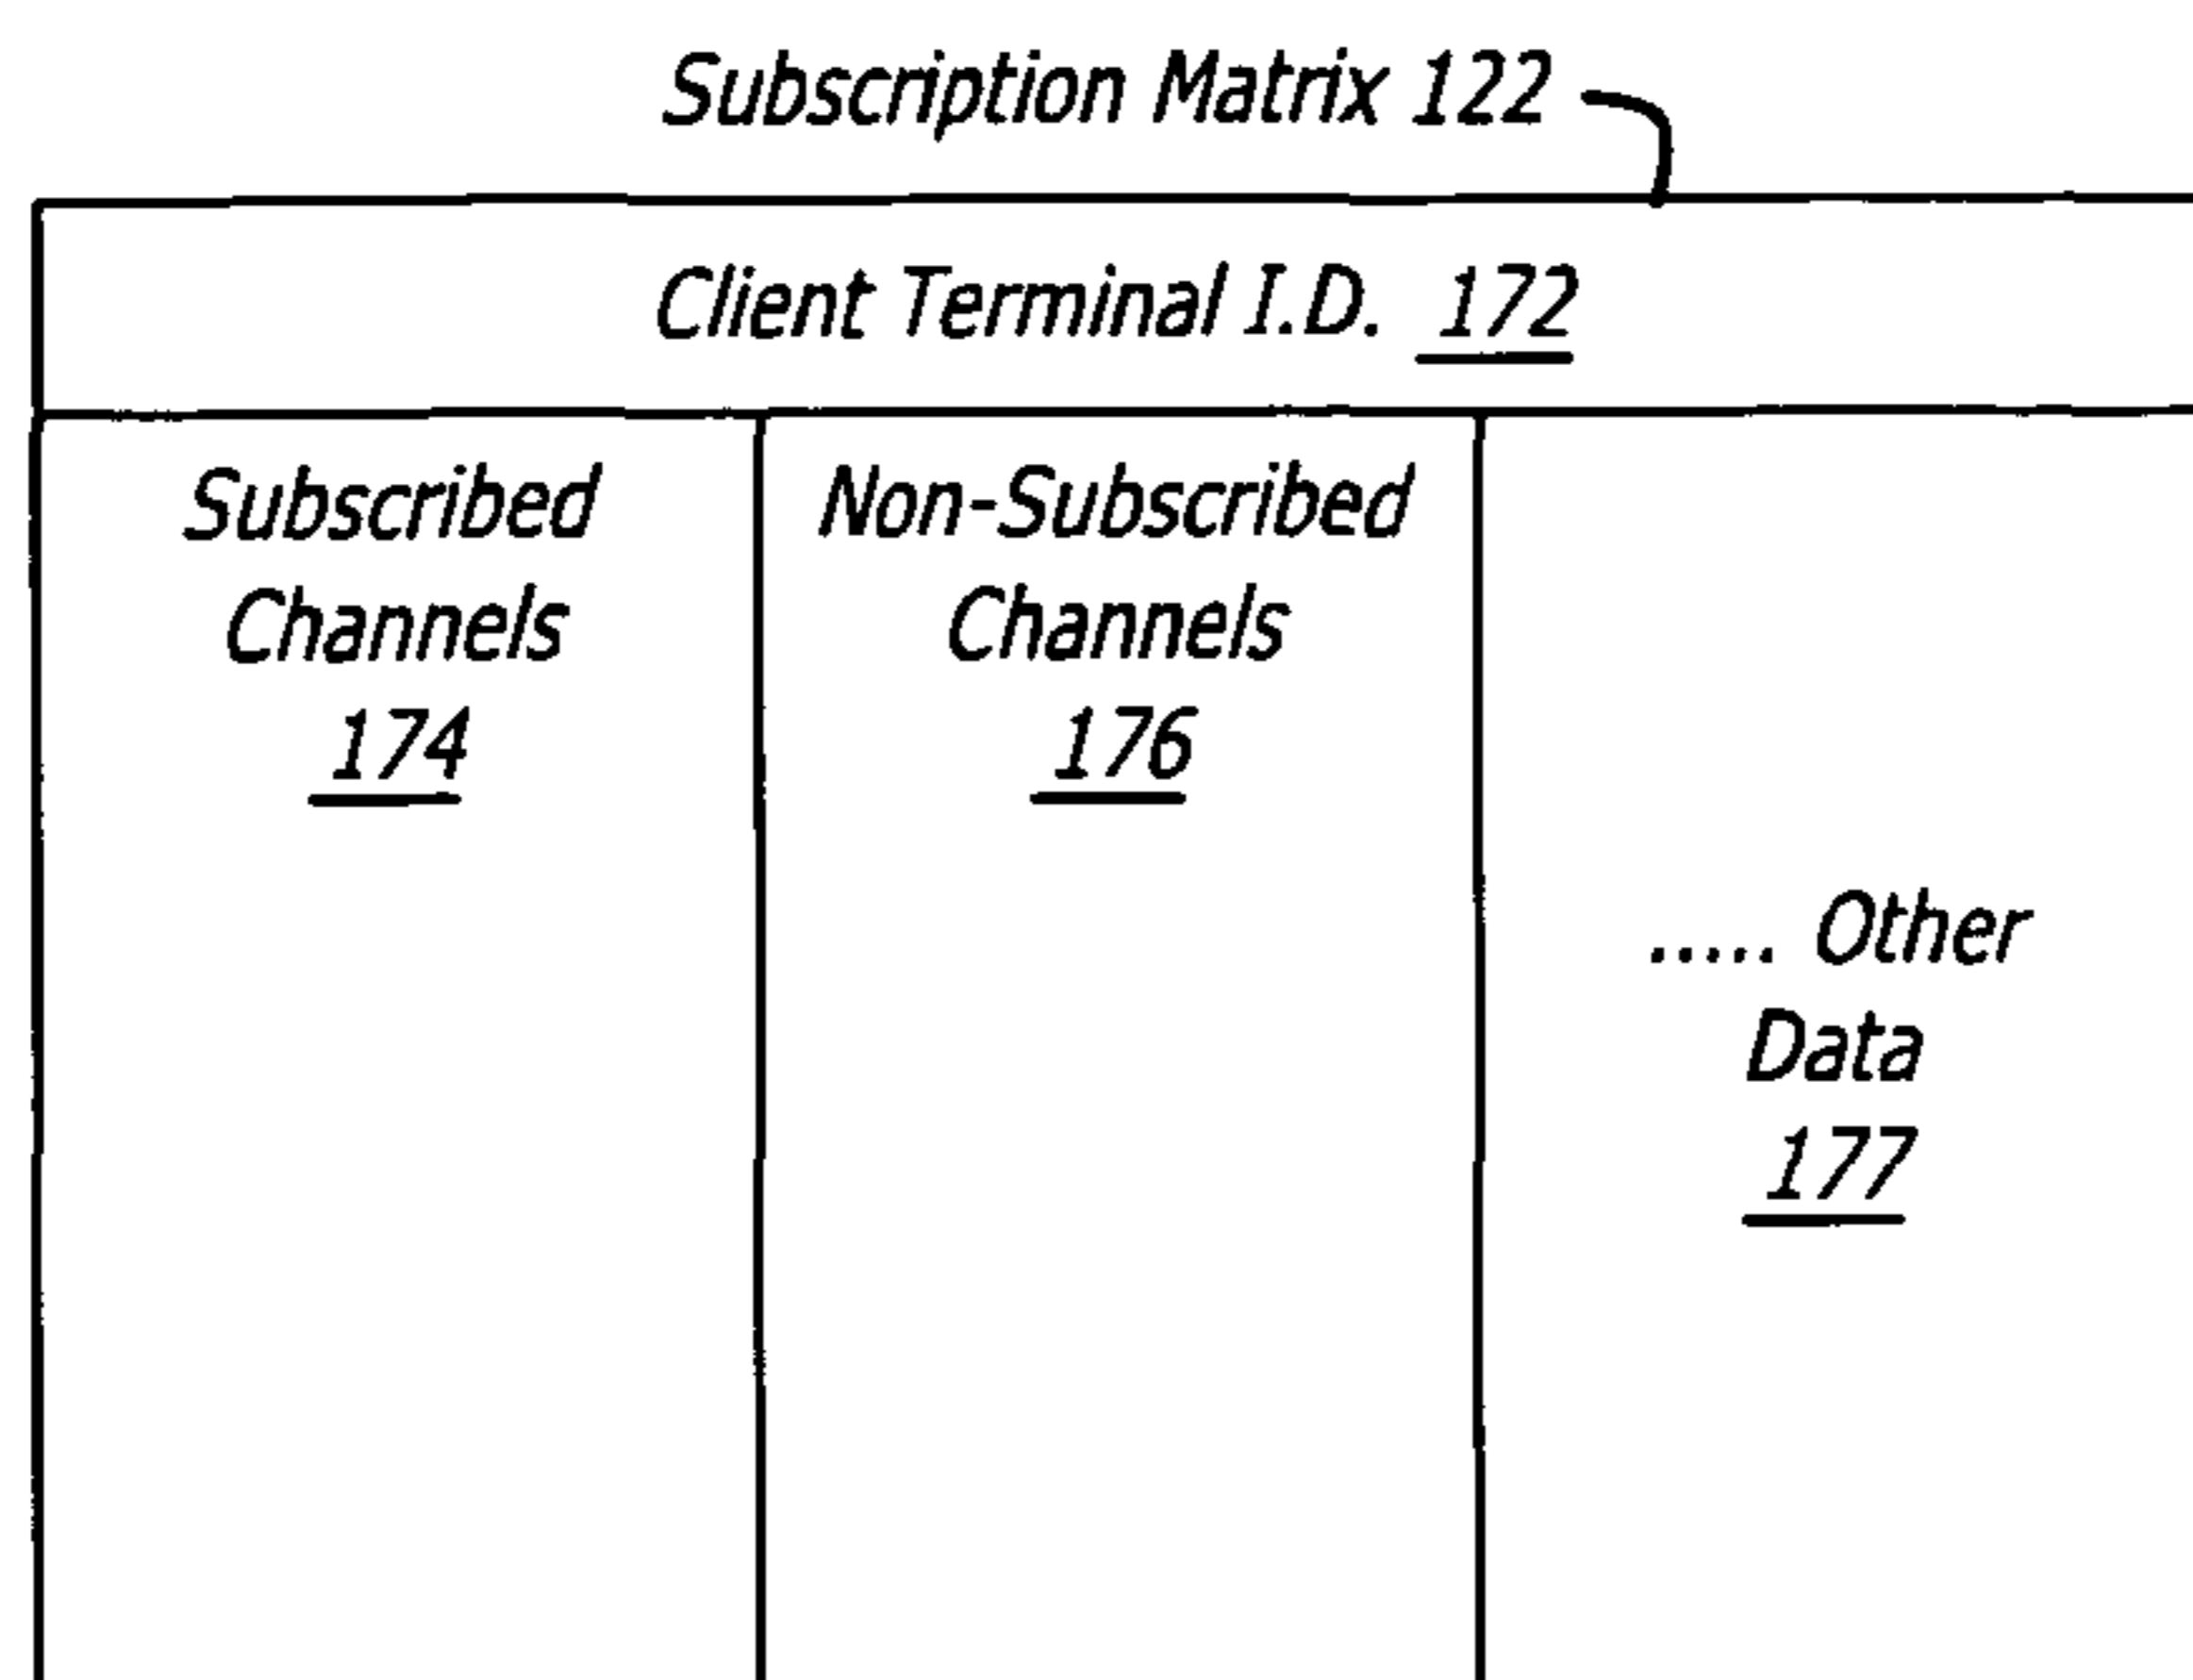 Subscription Matrix 122
Client Terminal I.D. 172
Subscribed
Channels
174
Non-Subscribed
Channels
176
..... Other
Data
177